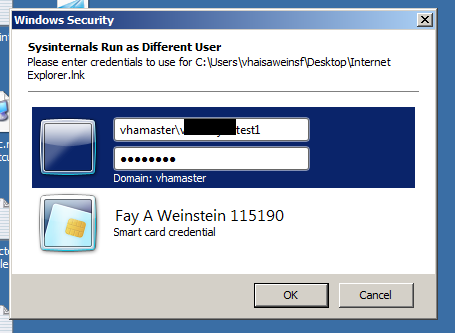 Windows Security
Sysinternals Run as Different User
Please enter credentials to use for C:\Users\vhaisaweinsf\Desktop\Internet
Explorer.lnk
vhamaster\v test1
●●●●●●●●
Domain: vhamaster
Fay A Weinstein 115190
Smart card credential
OK
Cancel